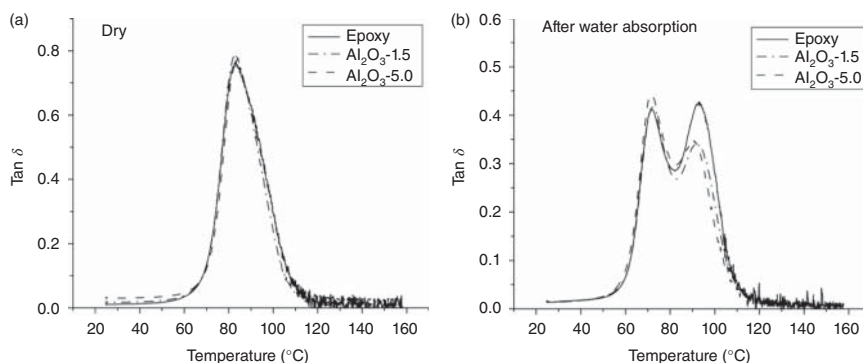 (a)
Dry
Epoxy
Al₂O₃-1.5
Al₂O₃-5.0
Tan δ
0.8
0.6
0.4
0.2
0.0
20 40 60 80 100 120 140 160
Temperature (°C)
(b)
After water absorption
Epoxy
Al₂O₃-1.5
Al₂O₃-5.0
Tan δ
0.6
0.5
0.4
0.3
0.2
0.1
0.0
20 40 60 80 100 120 140 160
Temperature (°C)